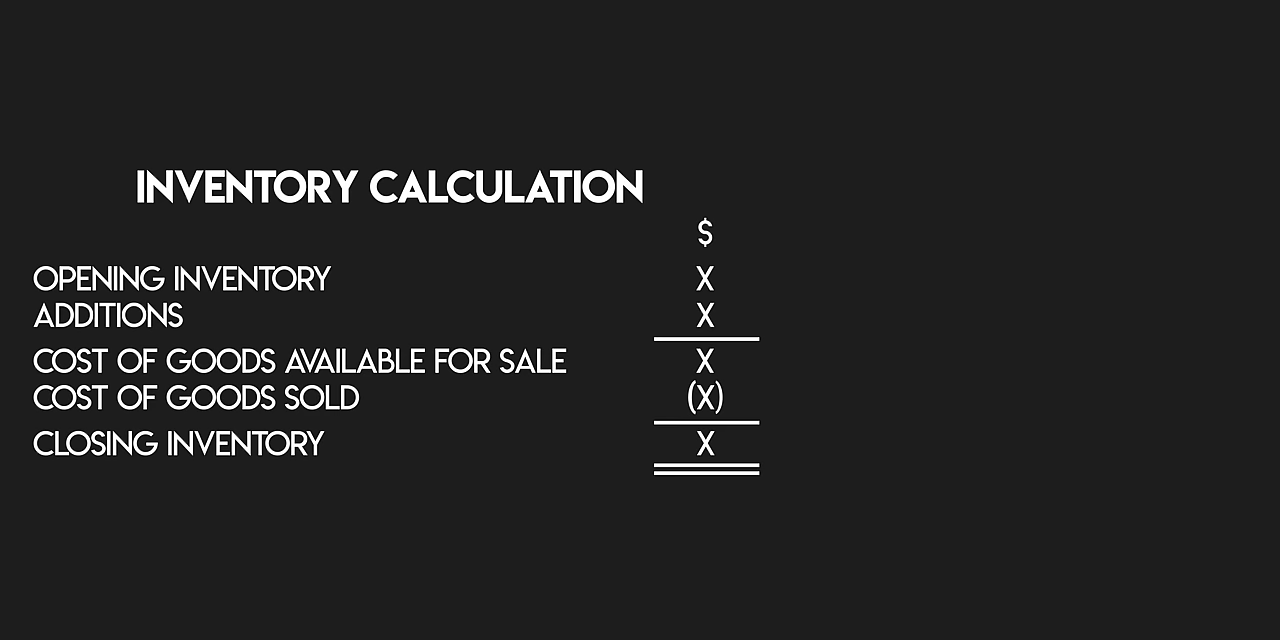 INVENTORY CALCULATION
$
OPENING INVENTORY X
ADDITIONS X
COST OF GOODS AVAILABLE FOR SALE X
COST OF GOODS SOLD (X)
CLOSING INVENTORY X